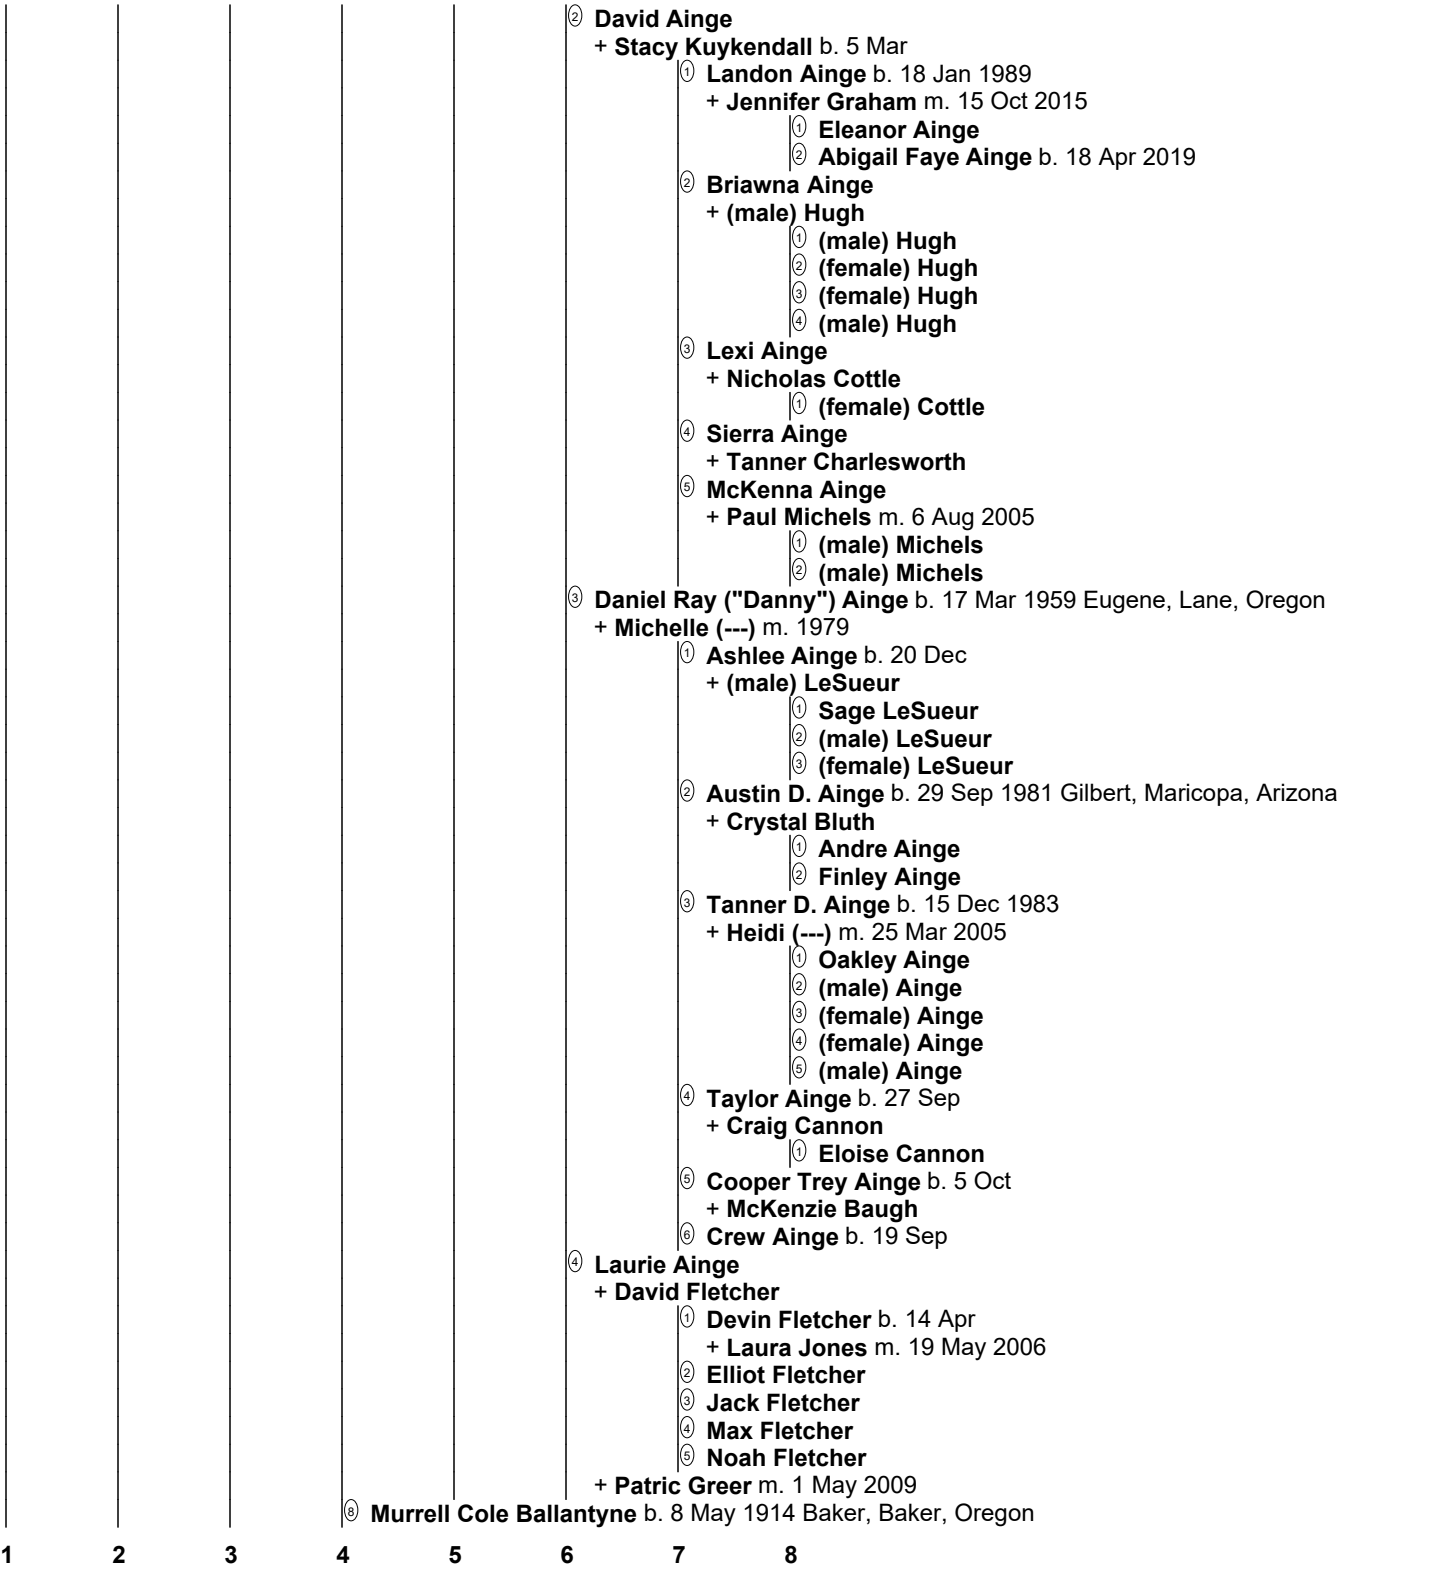 ② David Ainge
+ Stacy Kuykendall b. 5 Mar
① Landon Ainge b. 18 Jan 1989
+ Jennifer Graham m. 15 Oct 2015
① Eleanor Ainge
② Abigail Faye Ainge b. 18 Apr 2019
② Briawna Ainge
+ (male) Hugh
① (male) Hugh
② (female) Hugh
③ (female) Hugh
④ (male) Hugh
③ Lexi Ainge
+ Nicholas Cottle
① (female) Cottle
④ Sierra Ainge
+ Tanner Charlesworth
⑤ McKenna Ainge
+ Paul Michels m. 6 Aug 2005
① (male) Michels
② (male) Michels
③ Daniel Ray ("Danny") Ainge b. 17 Mar 1959 Eugene, Lane, Oregon
+ Michelle (---) m. 1979
① Ashlee Ainge b. 20 Dec
+ (male) LeSueur
① Sage LeSueur
② (male) LeSueur
③ (female) LeSueur
② Austin D. Ainge b. 29 Sep 1981 Gilbert, Maricopa, Arizona
+ Crystal Bluth
① Andre Ainge
② Finley Ainge
③ Tanner D. Ainge b. 15 Dec 1983
+ Heidi (---) m. 25 Mar 2005
① Oakley Ainge
② (male) Ainge
③ (female) Ainge
④ (female) Ainge
⑤ (male) Ainge
④ Taylor Ainge b. 27 Sep
+ Craig Cannon
① Eloise Cannon
⑤ Cooper Trey Ainge b. 5 Oct
+ McKenzie Baugh
⑥ Crew Ainge b. 19 Sep
④ Laurie Ainge
+ David Fletcher
① Devin Fletcher b. 14 Apr
+ Laura Jones m. 19 May 2006
② Elliot Fletcher
③ Jack Fletcher
④ Max Fletcher
⑤ Noah Fletcher
+ Patric Greer m. 1 May 2009
⑧ Murrell Cole Ballantyne b. 8 May 1914 Baker, Baker, Oregon
1 2 3 4 5 6 7 8